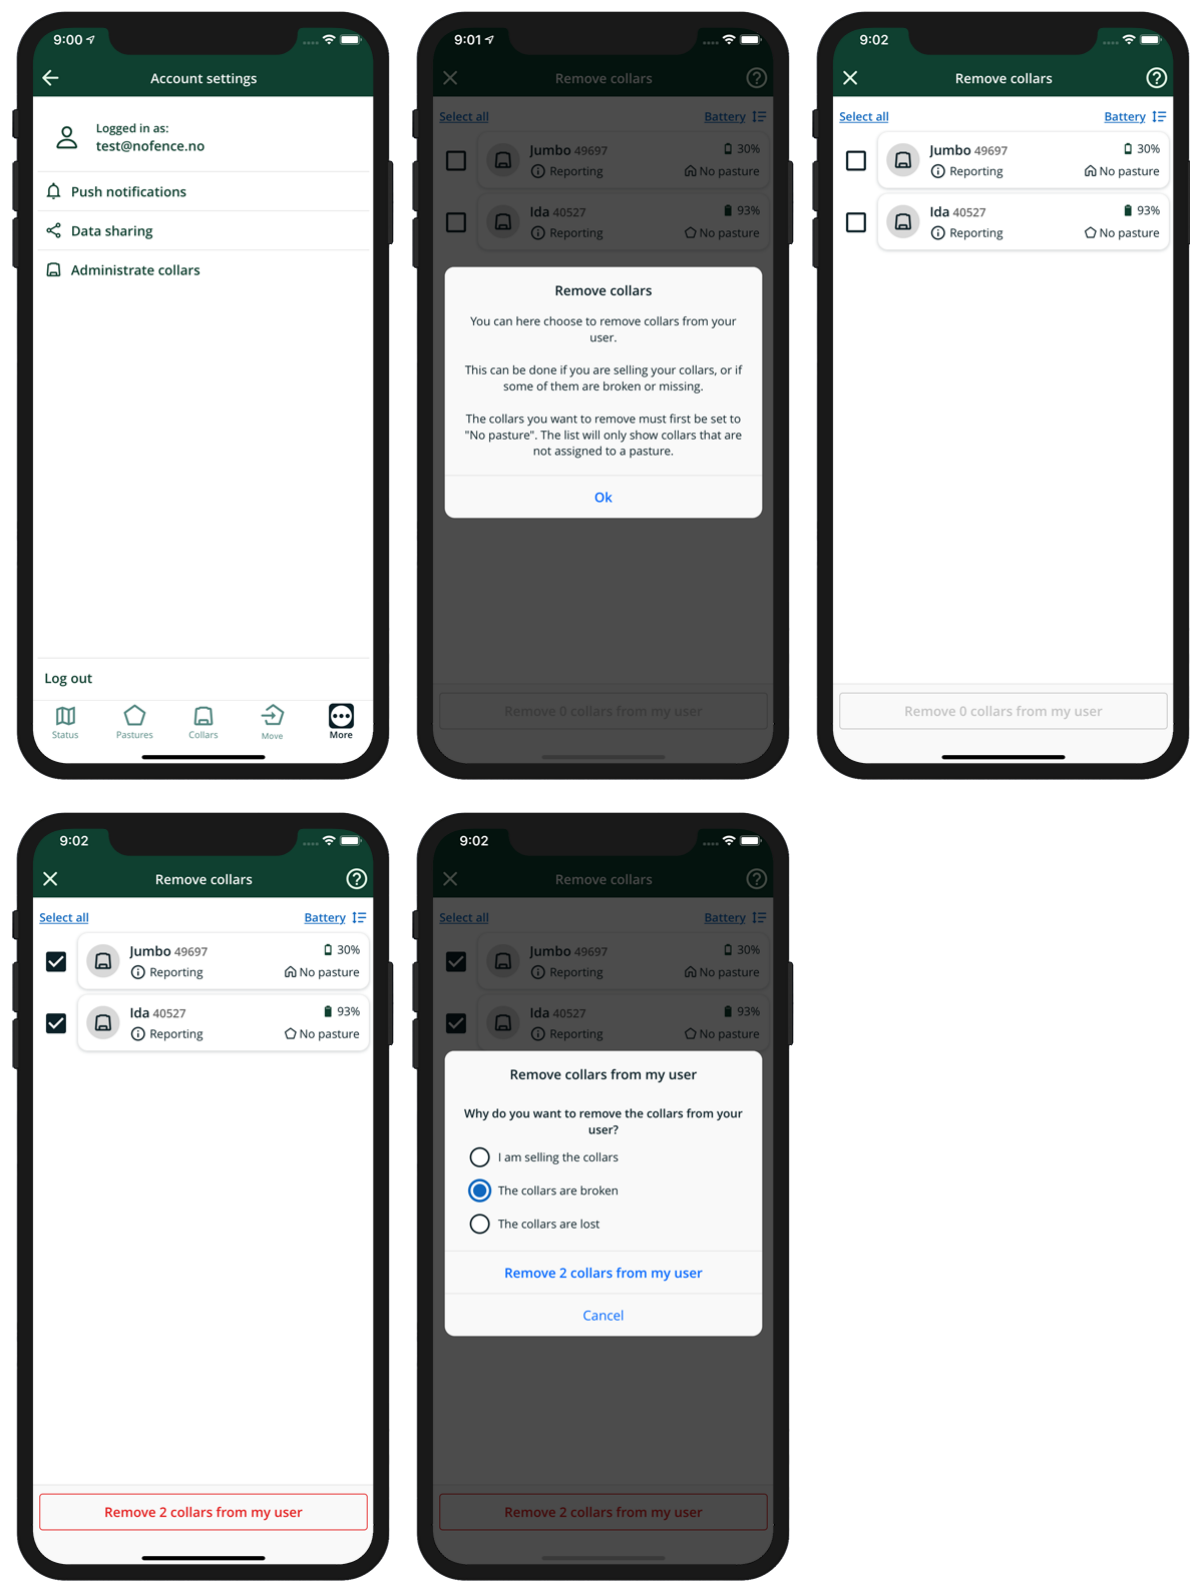 9:00
Account settings
Logged in as:
test@nofence.no
Push notifications
Data sharing
Administrate collars
Log out
Status
Pastures
Collars
Move
More
9:01
Remove collars
Select all
Battery
Jumbo 49697
30%
Reporting
No pasture
Ida 40527
93%
Reporting
No pasture
Remove collars
You can here choose to remove collars from your
user.
This can be done if you are selling your collars, or if
some of them are broken or missing.
The collars you want to remove must first be set to
"No pasture". The list will only show collars that are
not assigned to a pasture.
Ok
Remove 0 collars from my user
9:02
Remove collars
Select all
Battery
Jumbo 49697
30%
Reporting
No pasture
Ida 40527
93%
Reporting
No pasture
Remove 0 collars from my user
9:02
Remove collars
Select all
Battery
Jumbo 49697
30%
Reporting
No pasture
Ida 40527
93%
Reporting
No pasture
Remove 2 collars from my user
9:02
Remove collars
Select all
Battery
Jumbo 49697
30%
Reporting
No pasture
Ida 40527
93%
Reporting
No pasture
Remove collars from my user
Why do you want to remove the collars from your
user?
I am selling the collars
The collars are broken
The collars are lost
Remove 2 collars from my user
Cancel
Remove 2 collars from my user